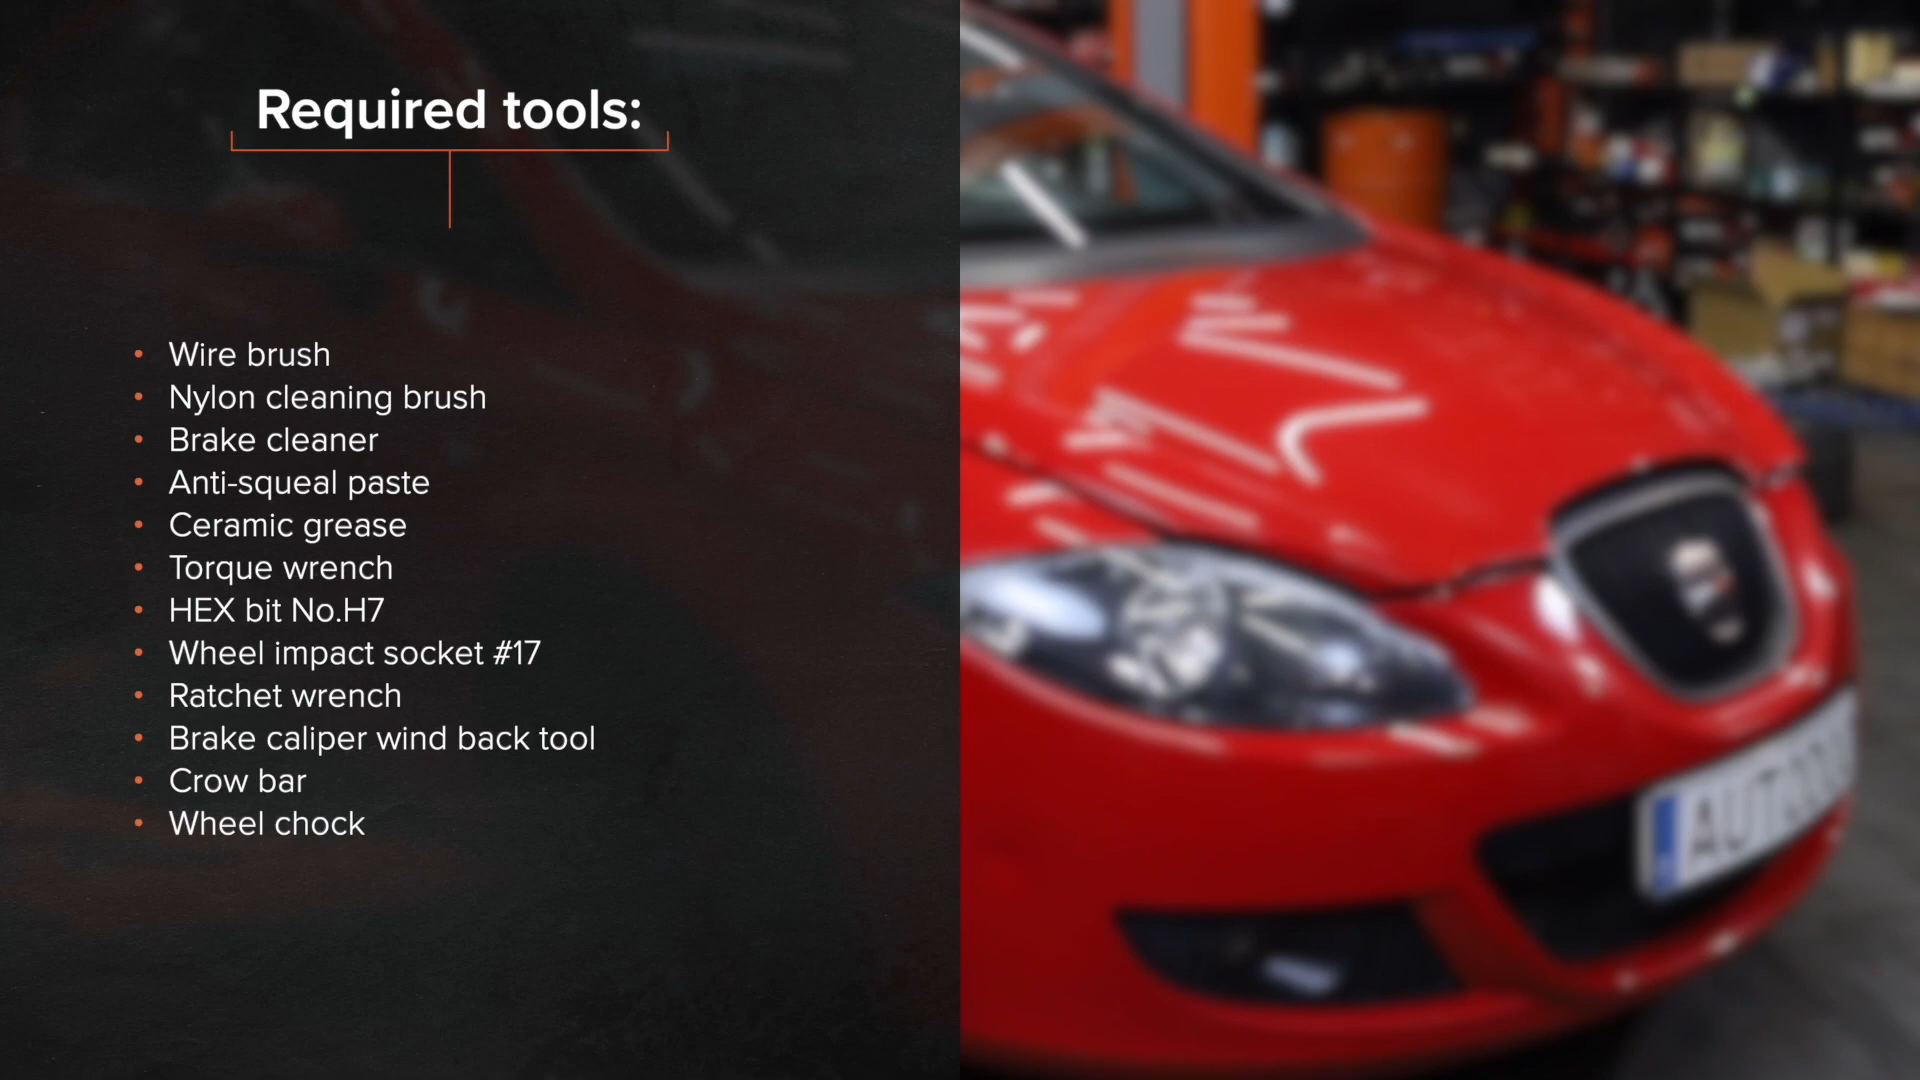 Required tools:
• Wire brush
• Nylon cleaning brush
• Brake cleaner
• Anti-squeal paste
• Ceramic grease
• Torque wrench
• HEX bit No.H7
• Wheel impact socket #17
• Ratchet wrench
• Brake caliper wind back tool
• Crow bar
• Wheel chock